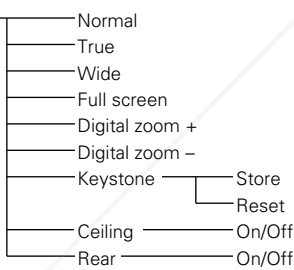 Normal
True
Wide
Full screen
Digital zoom +
Digital zoom –
Keystone Store
Reset
Ceiling On/Off
Rear On/Off